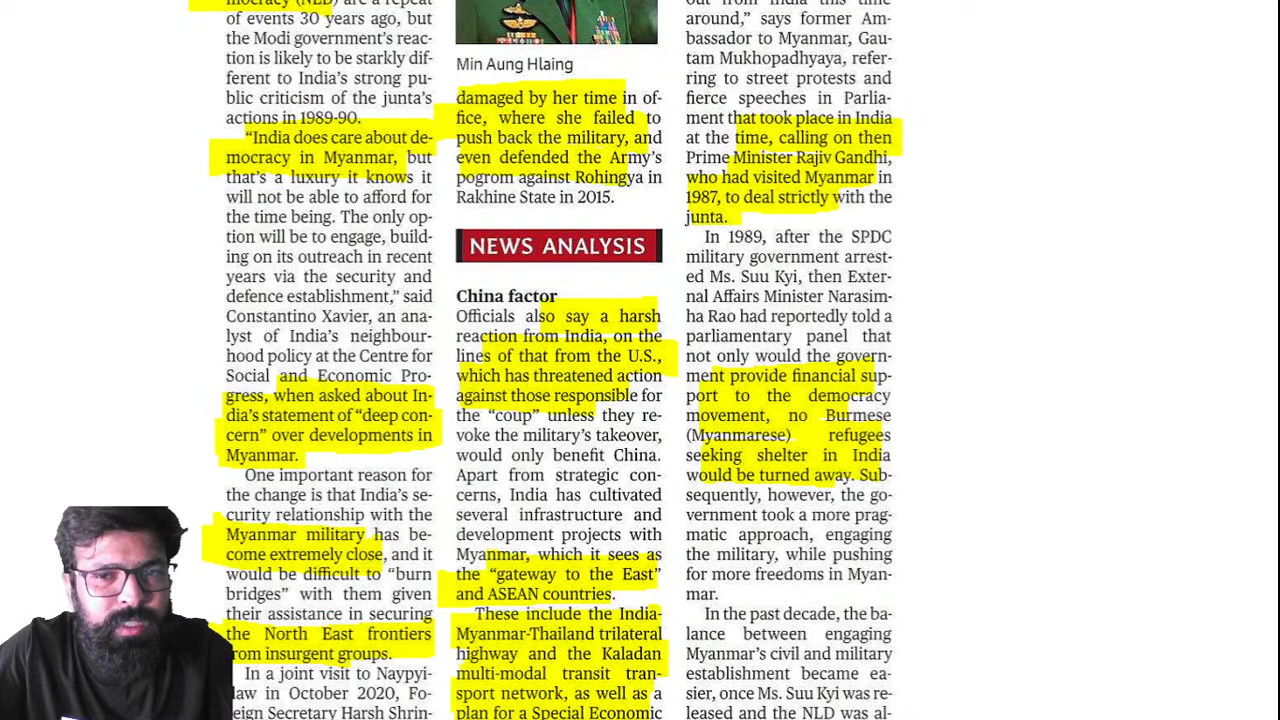 mocracy (NLD) are a repeat
of events 30 years ago, but
the Modi government's reac-
tion is likely to be starkly dif-
ferent to India's strong pu-
blic criticism of the junta's
actions in 1989-90.
“India does care about de-
mocracy in Myanmar, but
that's a luxury it knows it
will not be able to afford for
the time being. The only op-
tion will be to engage, build-
ing on its outreach in recent
years via the security and
defence establishment,” said
Constantino Xavier, an ana-
lyst of India's neighbour-
hood policy at the Centre for
Social and Economic Pro-
gress, when asked about In-
dia's statement of “deep con-
cern” over developments in
Myanmar.
One important reason for
the change is that India's se-
curity relationship with the
Myanmar military has be-
come extremely close, and it
would be difficult to “burn
bridges” with them given
their assistance in securing
the North East frontiers
from insurgent groups.
In a joint visit to Naypyi-
daw in October 2020, Fo-
reign Secretary Harsh Shrin-
Min Aung Hlaing
damaged by her time in of-
fice, where she failed to
push back the military, and
even defended the Army's
pogrom against Rohingya in
Rakhine State in 2015.
NEWS ANALYSIS
China factor
Officials also say a harsh
reaction from India, on the
lines of that from the U.S.,
which has threatened action
against those responsible for
the “coup” unless they re-
voke the military's takeover,
would only benefit China.
Apart from strategic con-
cerns, India has cultivated
several infrastructure and
development projects with
Myanmar, which it sees as
the “gateway to the East”
and ASEAN countries.
These include the India-
Myanmar-Thailand trilateral
highway and the Kaladan
multi-modal transit tran-
sport network, as well as a
plan for a Special Economic
out from India this time
around,” says former Am-
bassador to Myanmar, Gau-
tam Mukhopadhyaya, refer-
ring to street protests and
fierce speeches in Parlia-
ment that took place in India
at the time, calling on then
Prime Minister Rajiv Gandhi,
who had visited Myanmar in
1987, to deal strictly with the
junta.
In 1989, after the SPDC
military government arrest-
ed Ms. Suu Kyi, then Exter-
nal Affairs Minister Narasim-
ha Rao had reportedly told a
parliamentary panel that
not only would the govern-
ment provide financial sup-
port to the democracy
movement, no Burmese
(Myanmarese) refugees
seeking shelter in India
would be turned away. Sub-
sequently, however, the go-
vernment took a more prag-
matic approach, engaging
the military, while pushing
for more freedoms in Myan-
mar.
In the past decade, the ba-
lance between engaging
Myanmar's civil and military
establishment became ea-
sier, once Ms. Suu Kyi was re-
leased and the NLD was al-